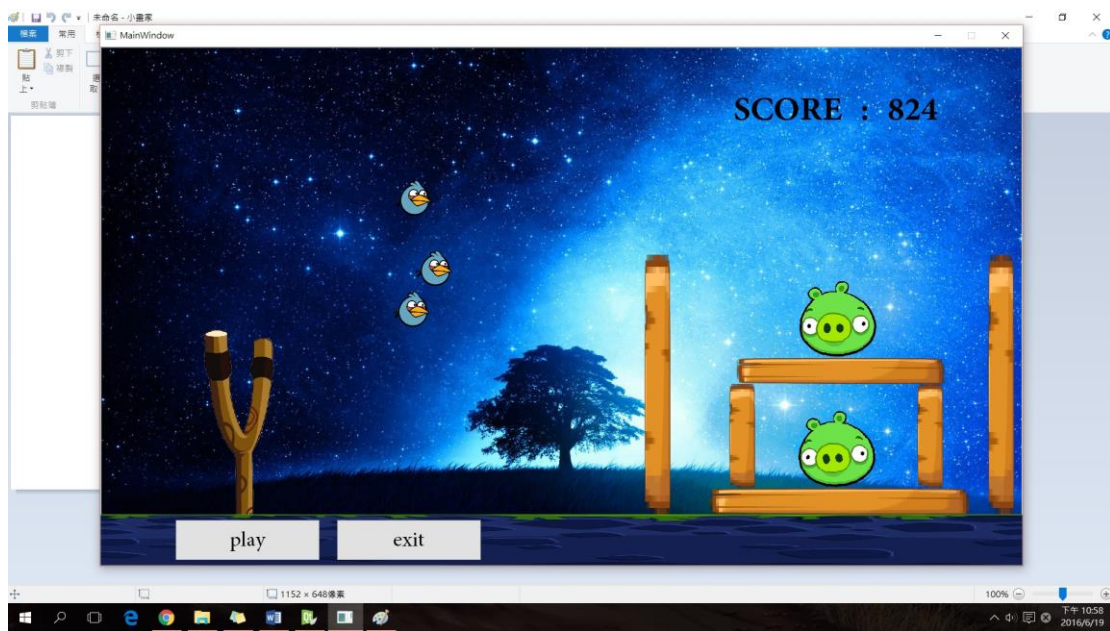 未命名 - 小畫家
檔案
常用
MainWindow
剪下
複製
貼
上
選
取
剪貼簿
SCORE : 824
play
exit
1152 × 648像素
100%
下午 10:58
2016/6/19